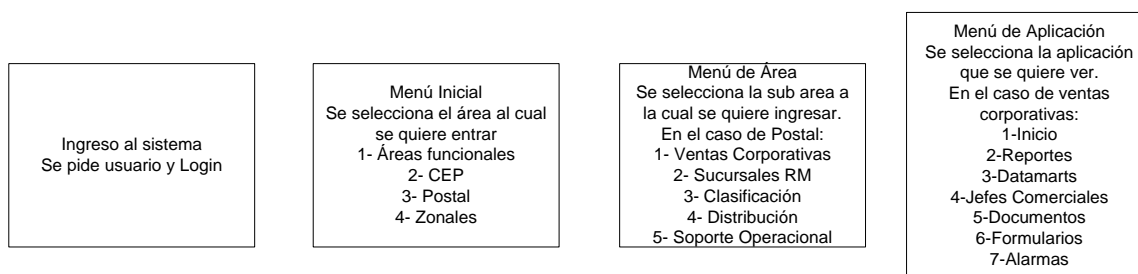 Ingreso al sistema
Se pide usuario y Login
Menú Inicial
Se selecciona el área al cual
se quiere entrar
1- Áreas funcionales
2- CEP
3- Postal
4- Zonales
Menú de Área
Se selecciona la sub area a
la cual se quiere ingresar.
En el caso de Postal:
1- Ventas Corporativas
2- Sucursales RM
3- Clasificación
4- Distribución
5- Soporte Operacional
Menú de Aplicación
Se selecciona la aplicación
que se quiere ver.
En el caso de ventas
corporativas:
1-Inicio
2-Reportes
3-Datamarts
4-Jefes Comerciales
5-Documentos
6-Formularios
7-Alarmas